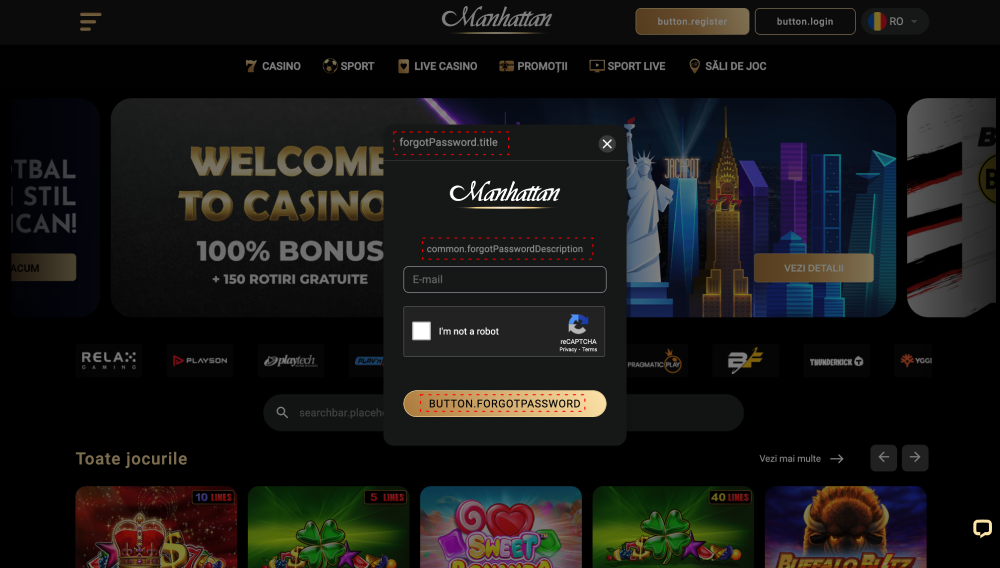 Manhattan
button.register
button.login
RO
CASINO
SPORT
LIVE CASINO
PROMOȚII
SPORT LIVE
SĂLI DE JOC
TBAL
STIL
ICAN!
ACUM
WELCOME
TO CASINO
100% BONUS
+ 150 ROTIRI GRATUITE
JACKPOT
VEZI DETALII
forgotPassword.title
Manhattan
common.forgotPasswordDescription
E-mail
I'm not a robot
reCAPTCHA
Privacy - Terms
BUTTON.FORGOTPASSWORD
RELAX
GAMING
PLAYSON
playtech
PRAGMATIC PLAY
BF
THUNDERKICK
YGG
searchbar.placeho
Toate jocurile
Vezi mai multe
10 LINES
5 LINES
40 LINES
SWEET
BONANZA
BUFFALO BLITZ